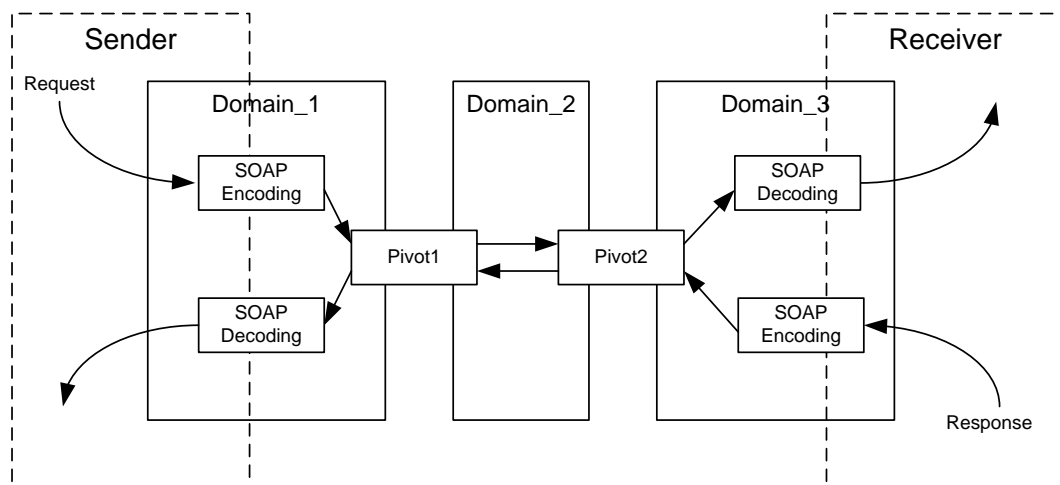 Sender
Receiver
Request
Domain_1
Domain_2
Domain_3
SOAP
Encoding
SOAP
Decoding
Pivot1
Pivot2
SOAP
Decoding
SOAP
Encoding
Response